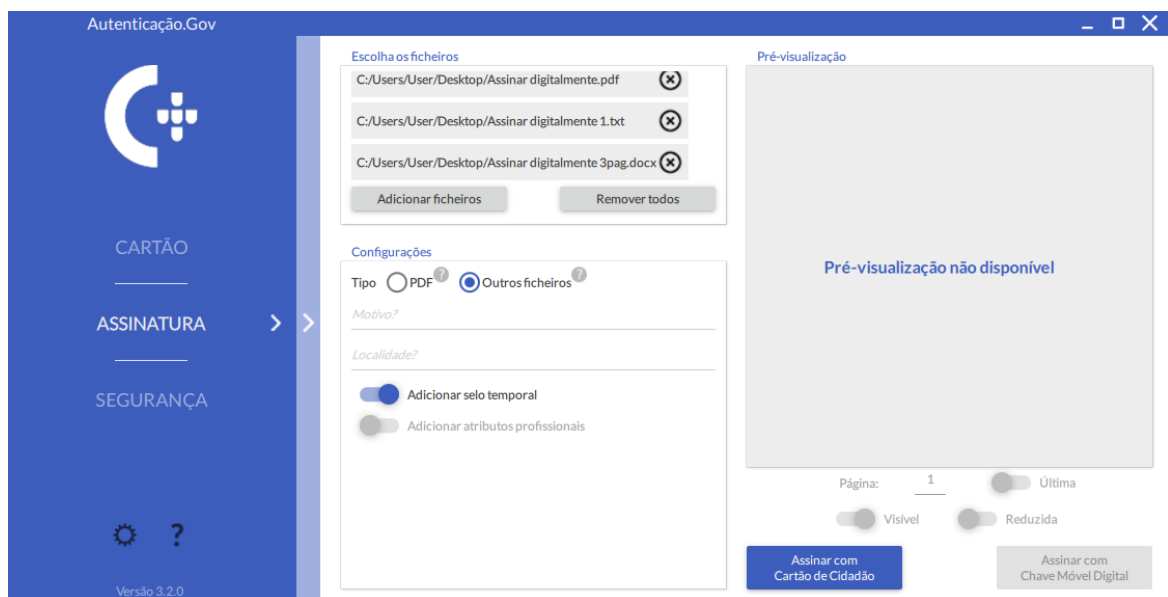 Autenticação.Gov
CARTÃO
ASSINATURA
SEGURANÇA
?
Versão 3.2.0
Escolha os ficheiros
C:/Users/User/Desktop/Assinar digitalmente.pdf
C:/Users/User/Desktop/Assinar digitalmente 1.txt
C:/Users/User/Desktop/Assinar digitalmente 3pag.docx
Adicionar ficheiros
Remover todos
Configurações
Tipo PDF ? Outros ficheiros ?
Motivo?
Localidade?
Adicionar selo temporal
Adicionar atributos profissionais
Pré-visualização
Pré-visualização não disponível
Página: 1 Última
Visível Reduzida
Assinar com
Cartão de Cidadão
Assinar com
Chave Móvel Digital